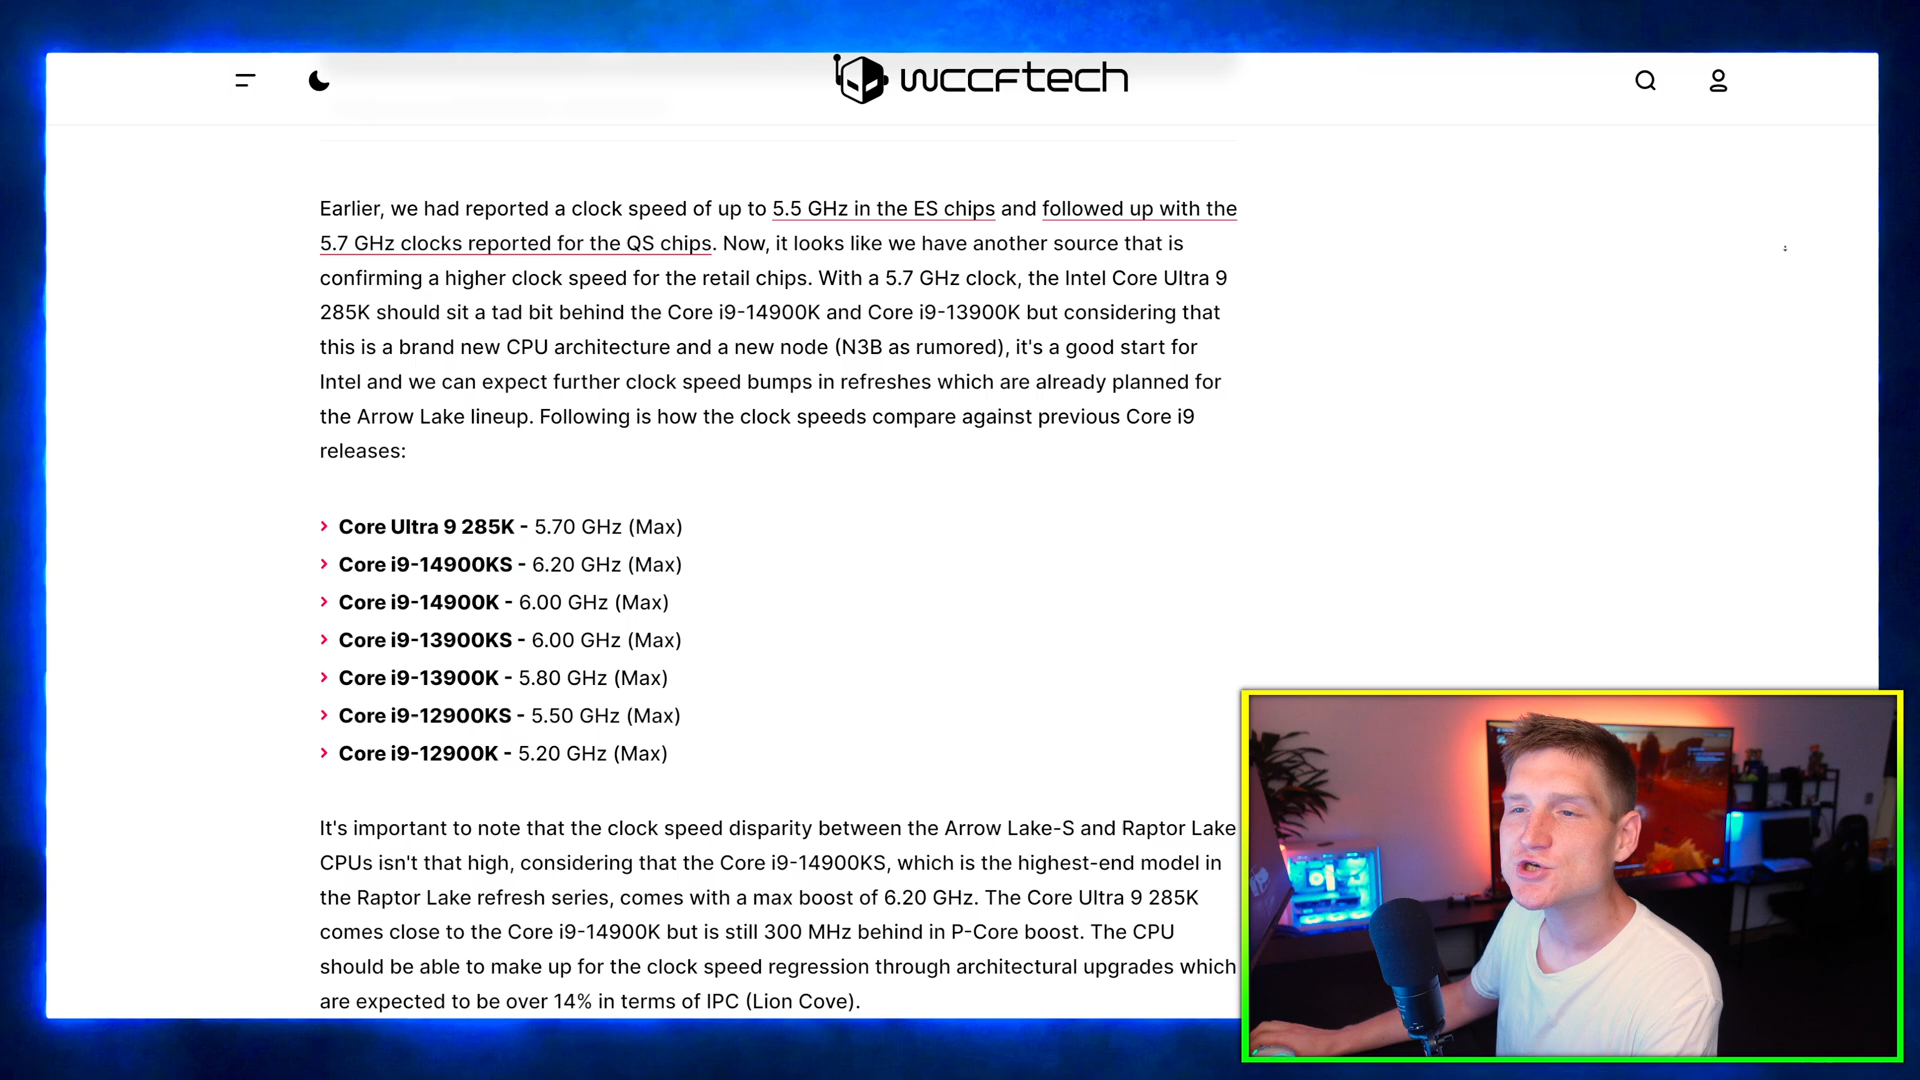 wccftech
Earlier, we had reported a clock speed of up to 5.5 GHz in the ES chips and followed up with the
5.7 GHz clocks reported for the QS chips. Now, it looks like we have another source that is
confirming a higher clock speed for the retail chips. With a 5.7 GHz clock, the Intel Core Ultra 9
285K should sit a tad bit behind the Core i9-14900K and Core i9-13900K but considering that
this is a brand new CPU architecture and a new node (N3B as rumored), it's a good start for
Intel and we can expect further clock speed bumps in refreshes which are already planned for
the Arrow Lake lineup. Following is how the clock speeds compare against previous Core i9
releases:
Core Ultra 9 285K - 5.70 GHz (Max)
Core i9-14900KS - 6.20 GHz (Max)
Core i9-14900K - 6.00 GHz (Max)
Core i9-13900KS - 6.00 GHz (Max)
Core i9-13900K - 5.80 GHz (Max)
Core i9-12900KS - 5.50 GHz (Max)
Core i9-12900K - 5.20 GHz (Max)
It's important to note that the clock speed disparity between the Arrow Lake-S and Raptor Lake
CPUs isn't that high, considering that the Core i9-14900KS, which is the highest-end model in
the Raptor Lake refresh series, comes with a max boost of 6.20 GHz. The Core Ultra 9 285K
comes close to the Core i9-14900K but is still 300 MHz behind in P-Core boost. The CPU
should be able to make up for the clock speed regression through architectural upgrades which
are expected to be over 14% in terms of IPC (Lion Cove).